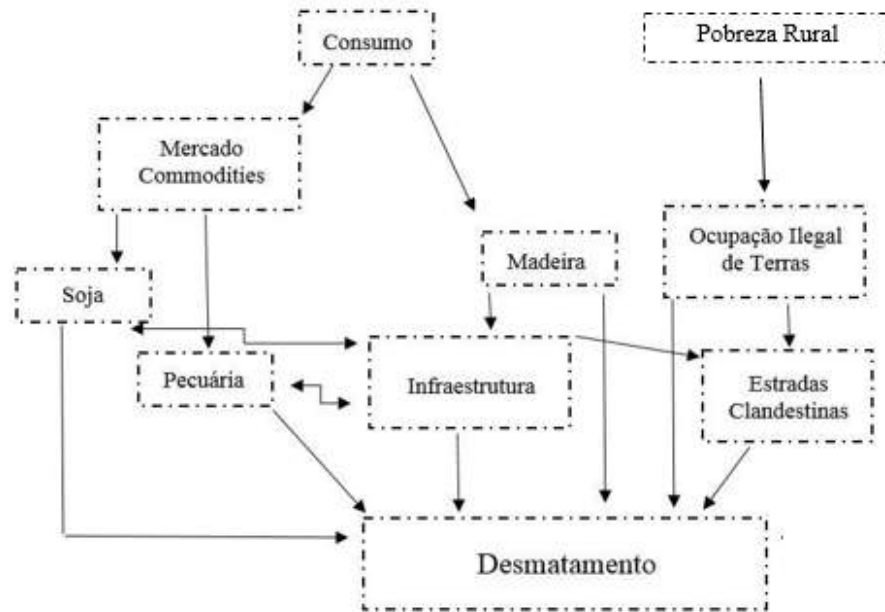 Consumo
Pobreza Rural
Mercado
Commodities
Ocupação Ilegal
de Terras
Madeira
Soja
Pecuária
Infraestrutura
Estradas
Clandestinas
Desmatamento